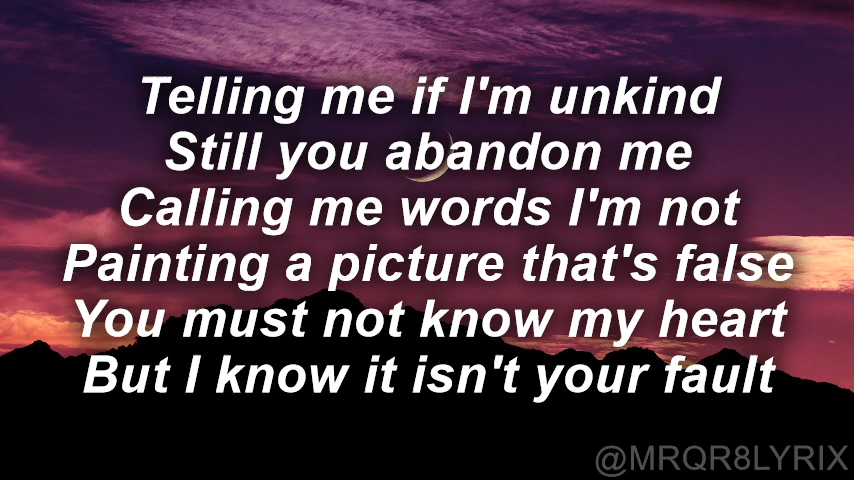 Telling me if I'm unkind
Still you abandon me
Calling me words I'm not
Painting a picture that's false
You must not know my heart
But I know it isn't your fault
@MRQR8LYRIX